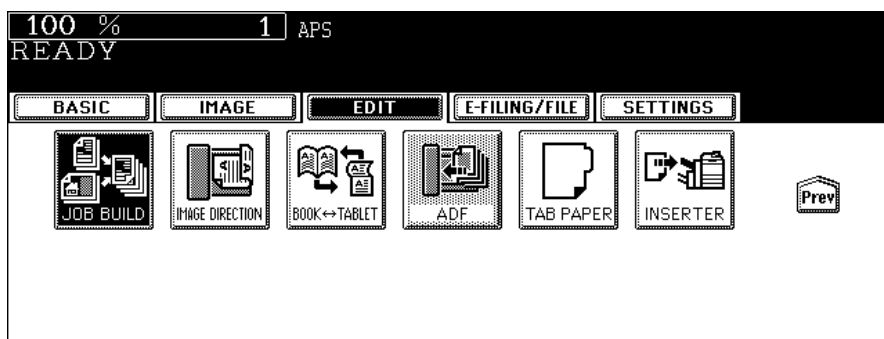 100 % 1 APS
READY
BASIC IMAGE EDIT E-FILING/FILE SETTINGS
JOB BUILD IMAGE DIRECTION BOOK↔TABLET ADF TAB PAPER INSERTER Prev